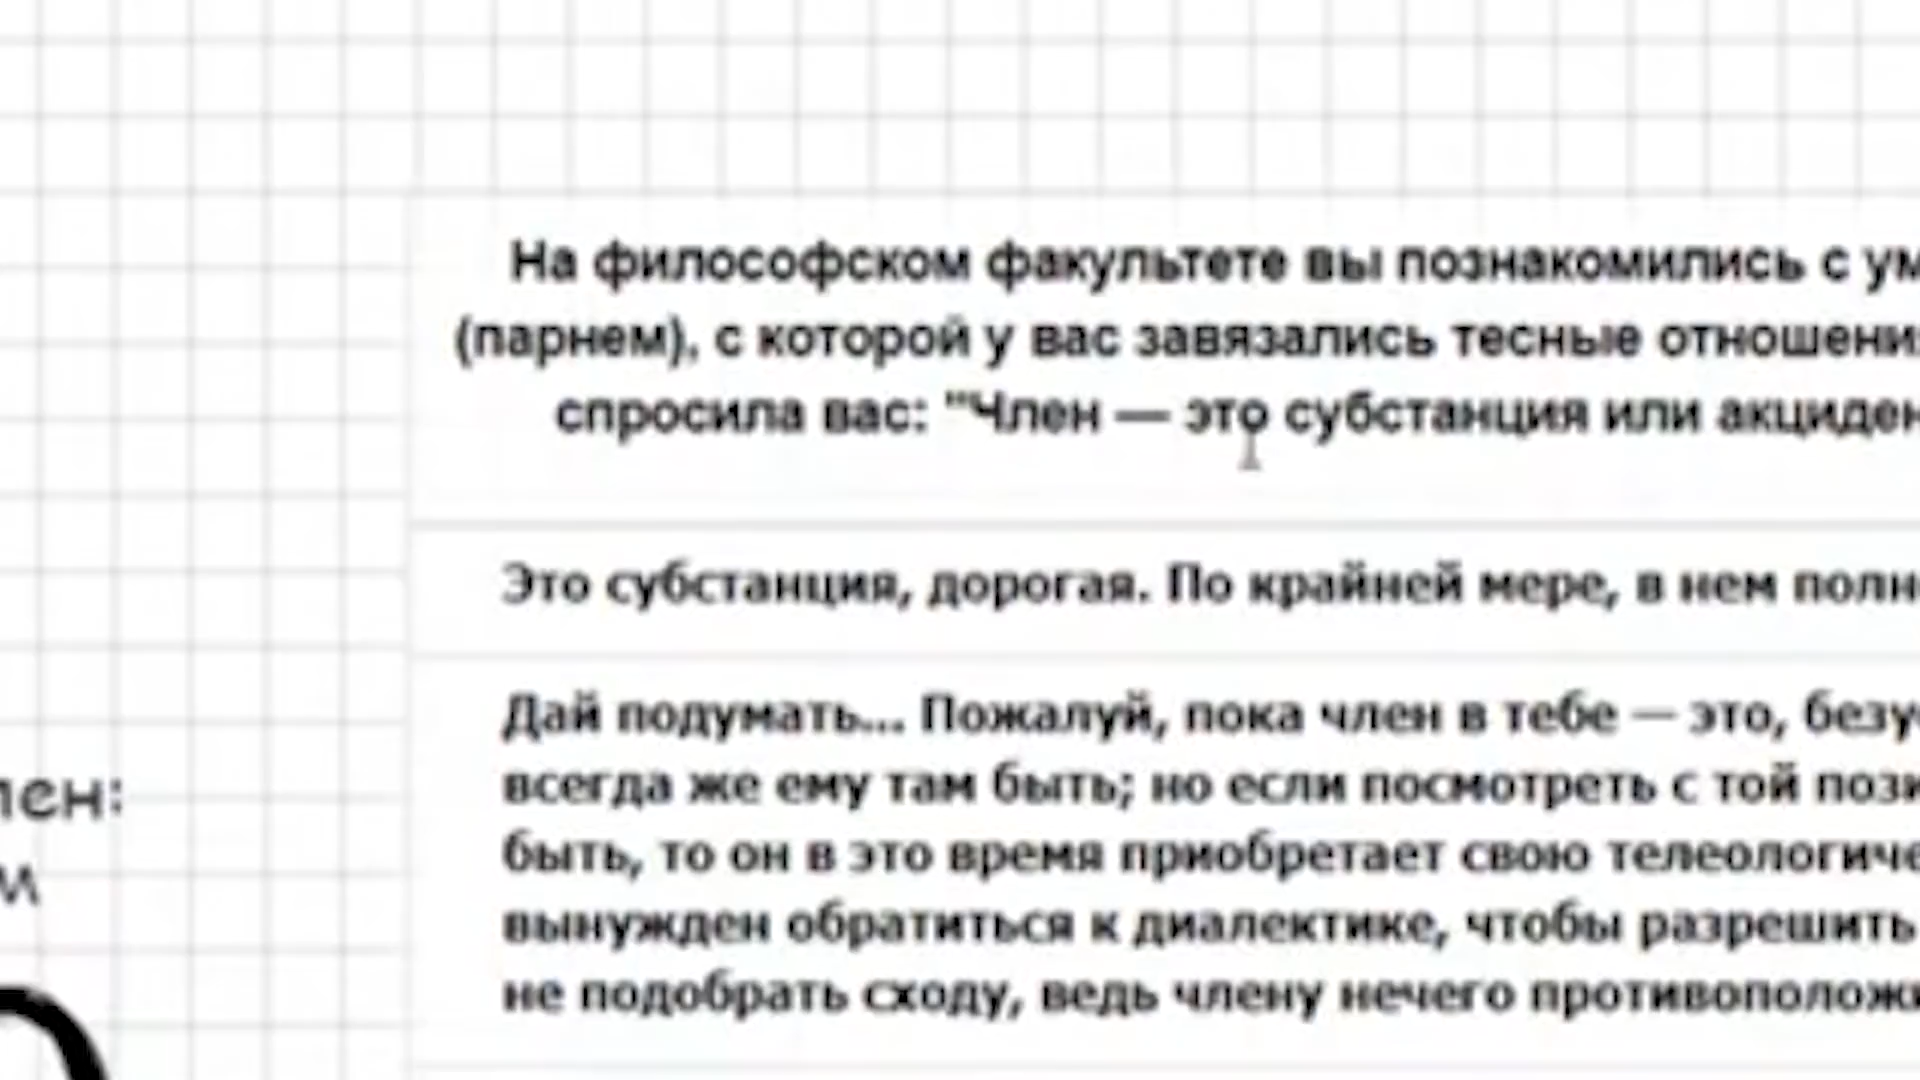 На философском факультете вы познакомились с ум
(парнем), с которой у вас завязались тесные отношени
спросила вас: "Член — это субстанция или акциден
Это субстанция, дорогая. По крайней мере, в нем полн
Дай подумать... Пожалуй, пока член в тебе — это, безу
всегда же ему там быть; но если посмотреть с той пози
быть, то он в это время приобретает свою телеологиче
вынужден обратиться к диалектике, чтобы разрешить
не подобрать сходу, ведь члену нечего противоположн
лен:
м